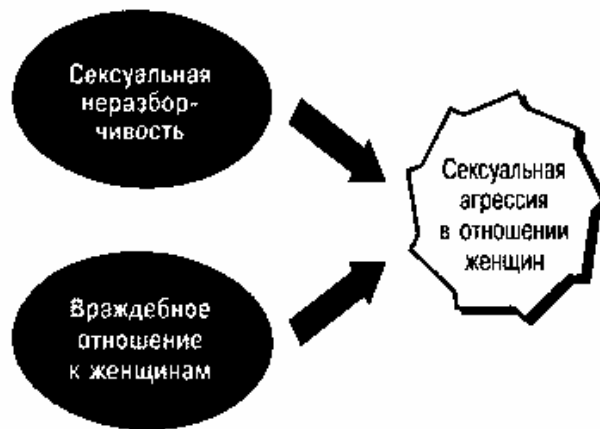 Сексуальная
неразбор-
чивость
Сексуальная
агрессия
в отношении
женщин
Враждебное
отношение
к женщинам